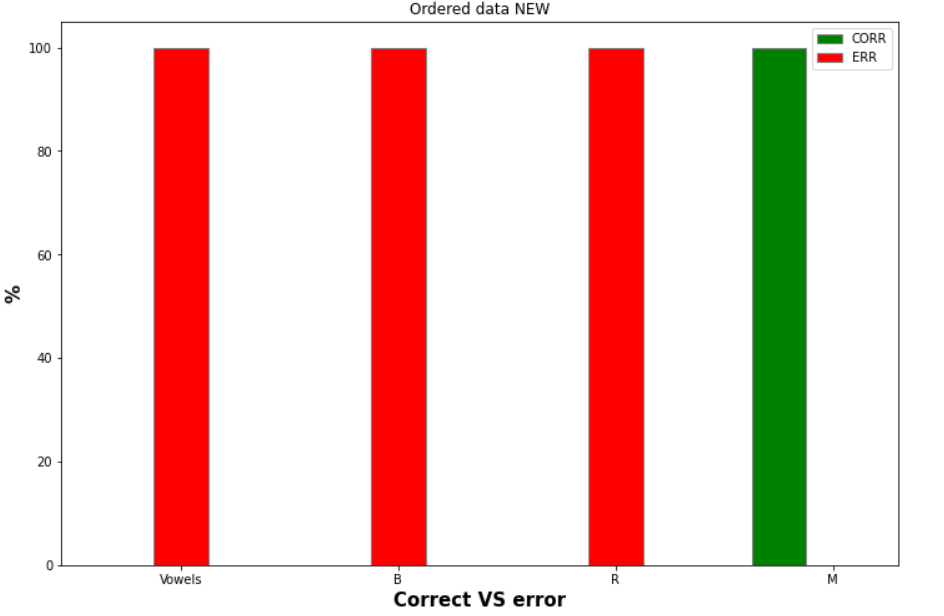 Ordered data NEW
CORR
ERR
100
80
60
40
20
0
%
Vowels B R M
Correct VS error